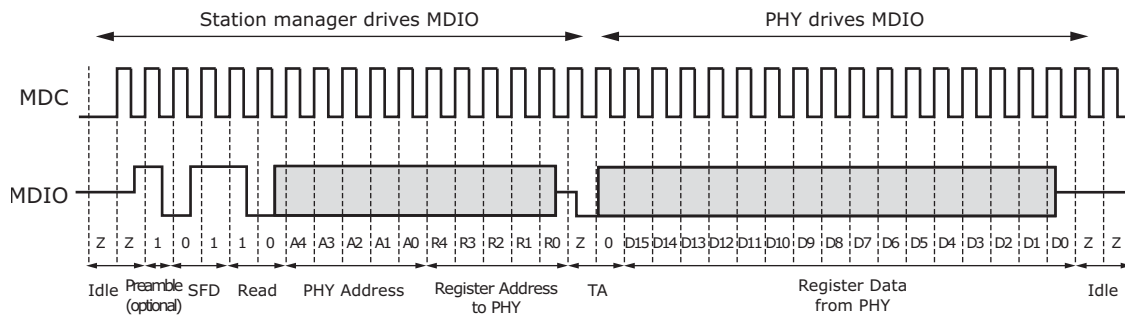 Station manager drives MDIO PHY drives MDIO
MDC
MDIO
Z Z 1 0 1 1 0 A4 A3 A2 A1 A0 R4 R3 R2 R1 R0 Z 0 D15 D14 D13 D12 D11 D10 D9 D8 D7 D6 D5 D4 D3 D2 D1 D0 Z Z
Idle Preamble (optional) SFD Read PHY Address Register Address to PHY TA Register Data from PHY Idle